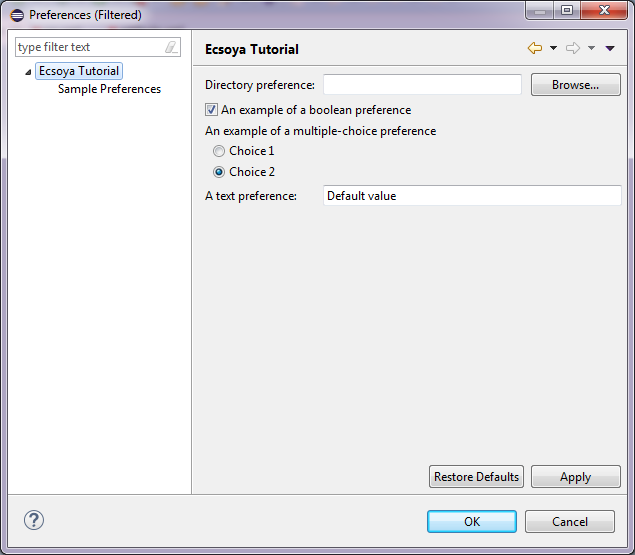 Preferences (Filtered)
type filter text
Ecsoya Tutorial
Sample Preferences
Ecsoya Tutorial
Directory preference:
Browse...
An example of a boolean preference
An example of a multiple-choice preference
Choice 1
Choice 2
A text preference: Default value
Restore Defaults Apply
? OK Cancel